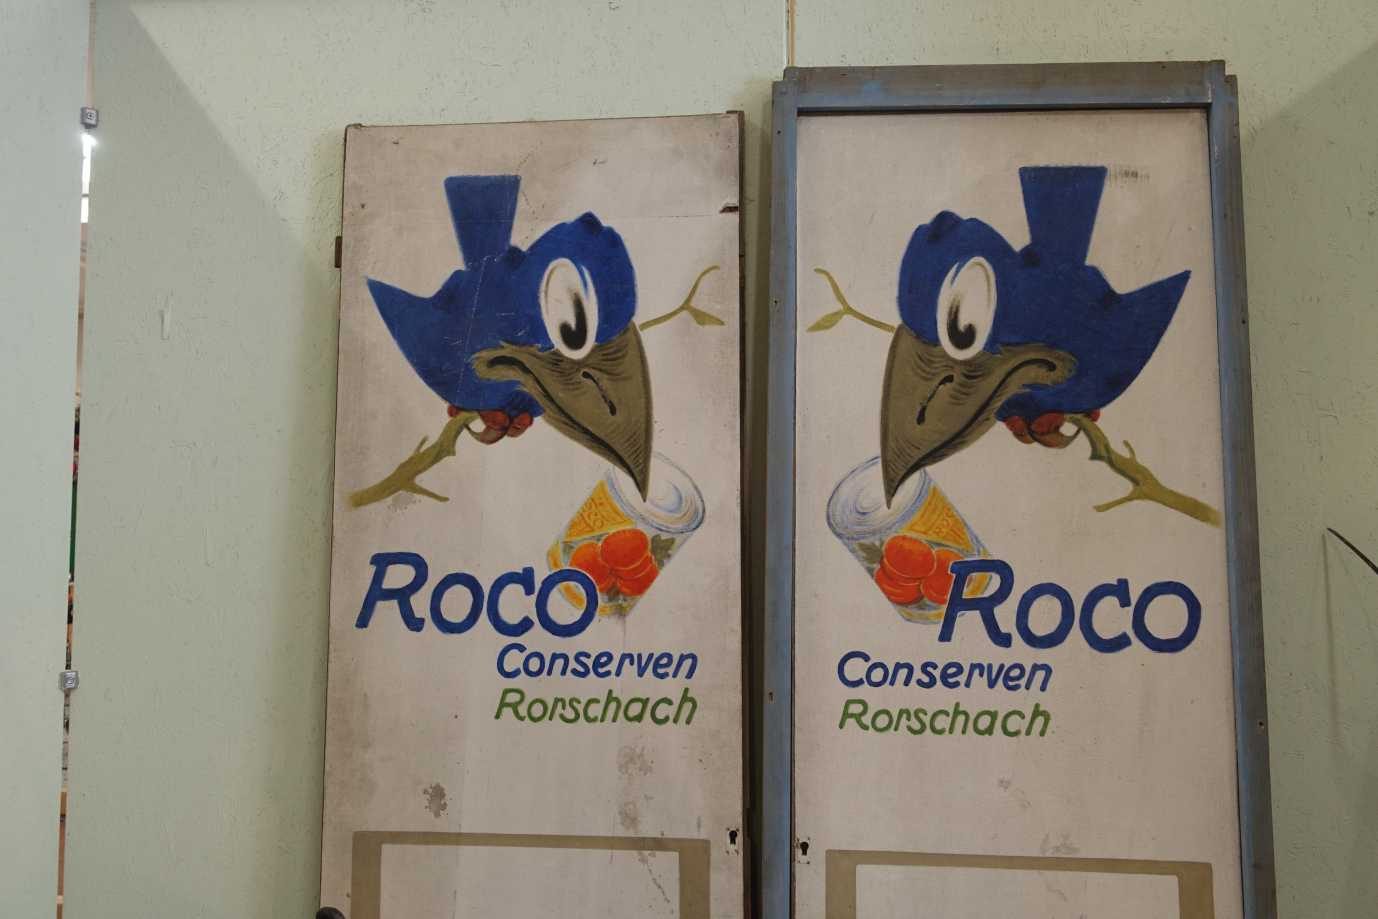 Roco
Conserven
Rorschach
Roco
Conserven
Rorschach